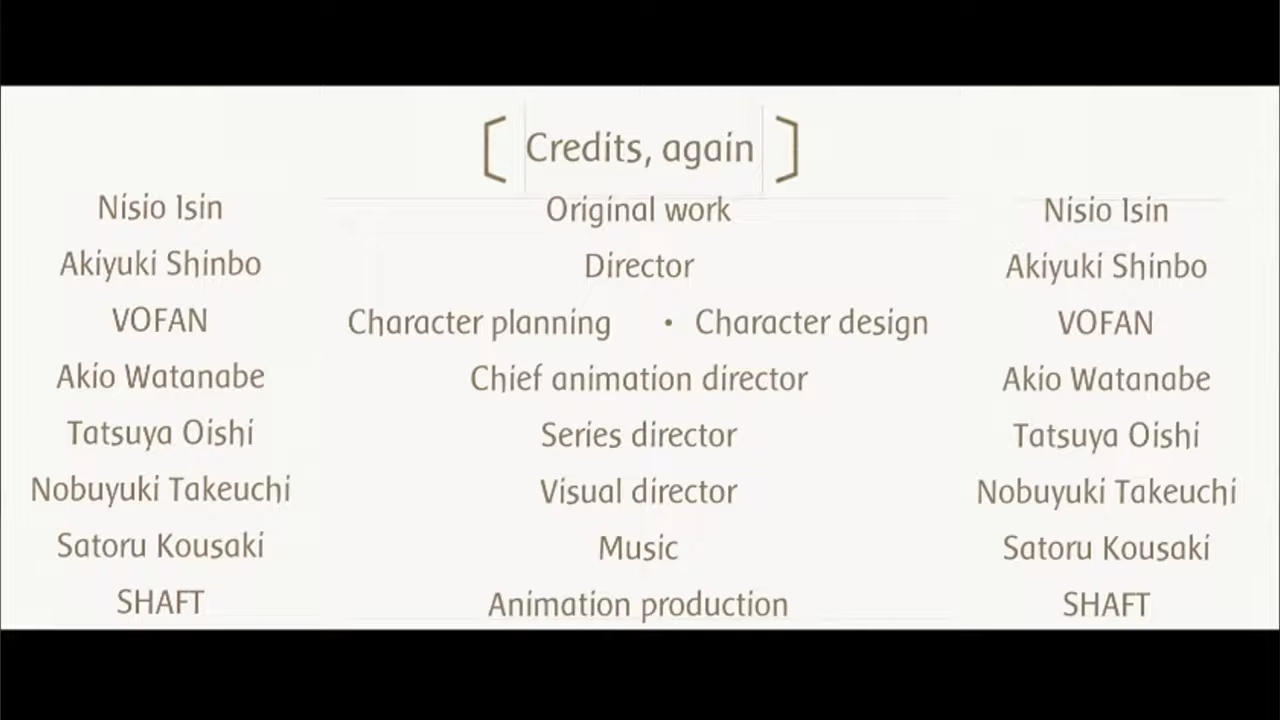 [Credits, again]
Nisio Isin Original work Nisio Isin
Akiyuki Shinbo Director Akiyuki Shinbo
VOFAN Character planning • Character design VOFAN
Akio Watanabe Chief animation director Akio Watanabe
Tatsuya Oishi Series director Tatsuya Oishi
Nobuyuki Takeuchi Visual director Nobuyuki Takeuchi
Satoru Kousaki Music Satoru Kousaki
SHAFT Animation production SHAFT